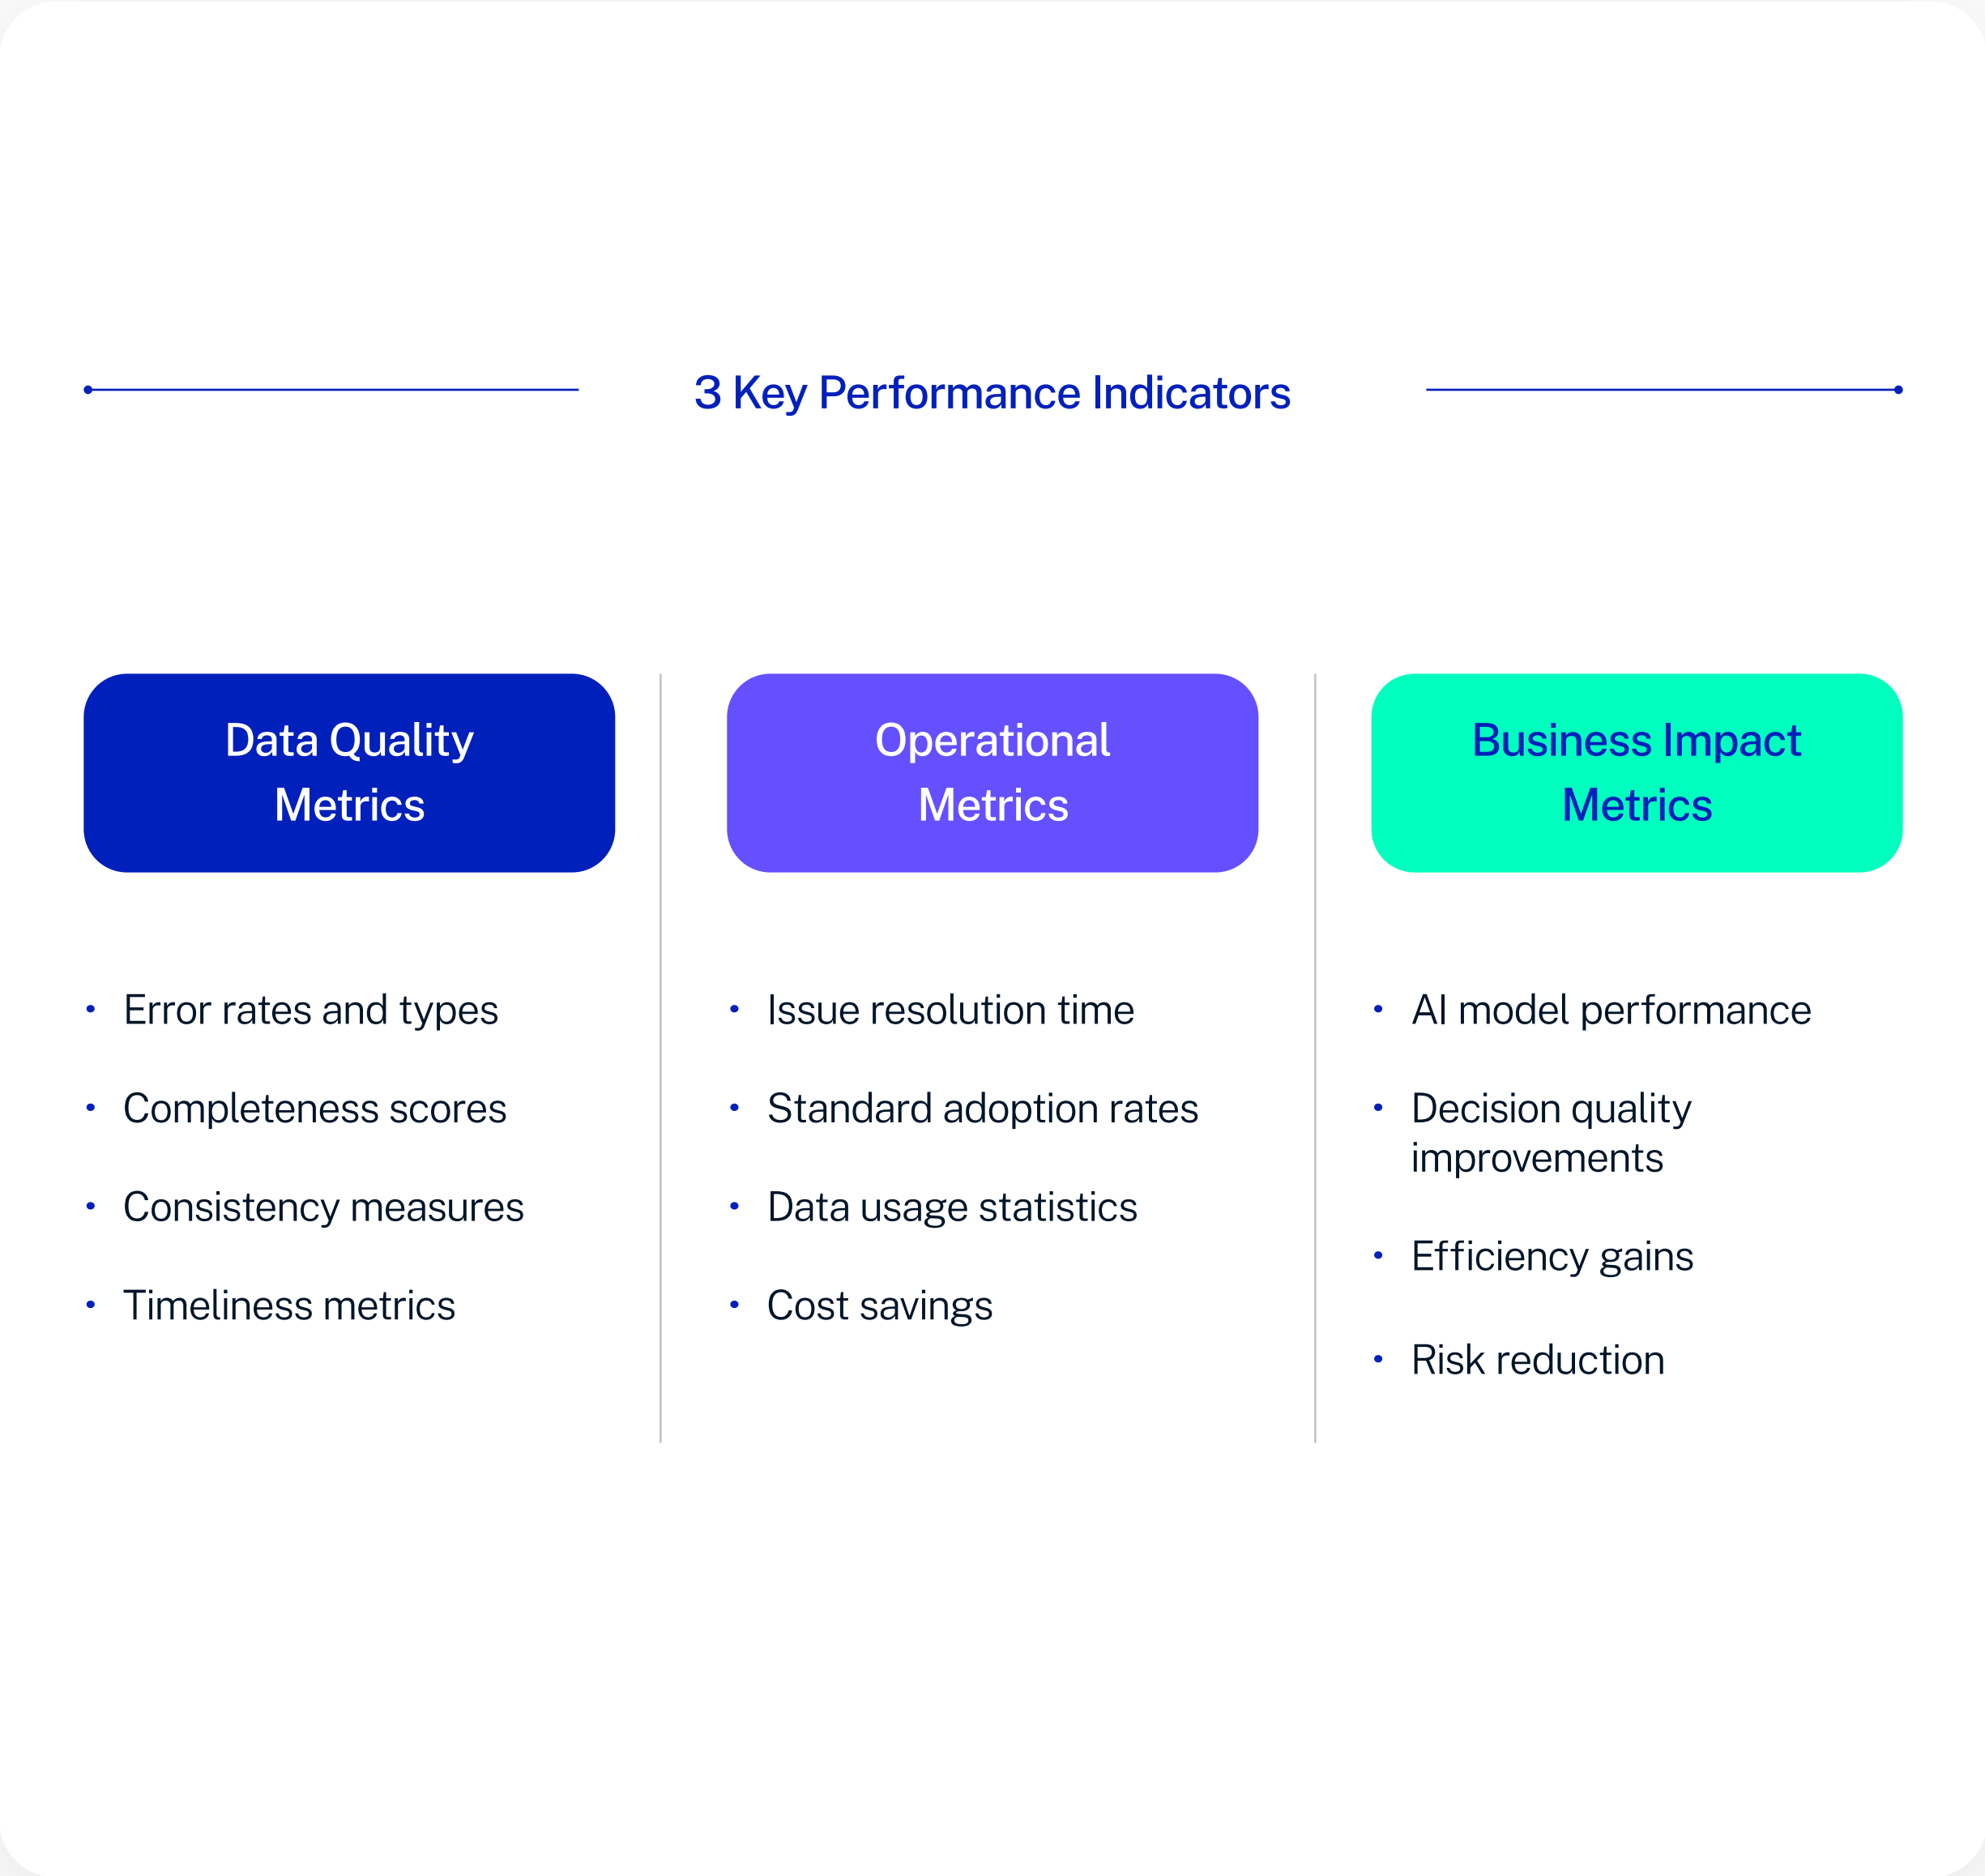 3 Key Performance Indicators
Data Quality
Metrics
• Error rates and types
• Completeness scores
• Consistency measures
• Timeliness metrics
Operational
Metrics
• Issue resolution time
• Standard adoption rates
• Data usage statistics
• Cost savings
Business Impact
Metrics
• AI model performance
• Decision quality
improvements
• Efficiency gains
• Risk reduction